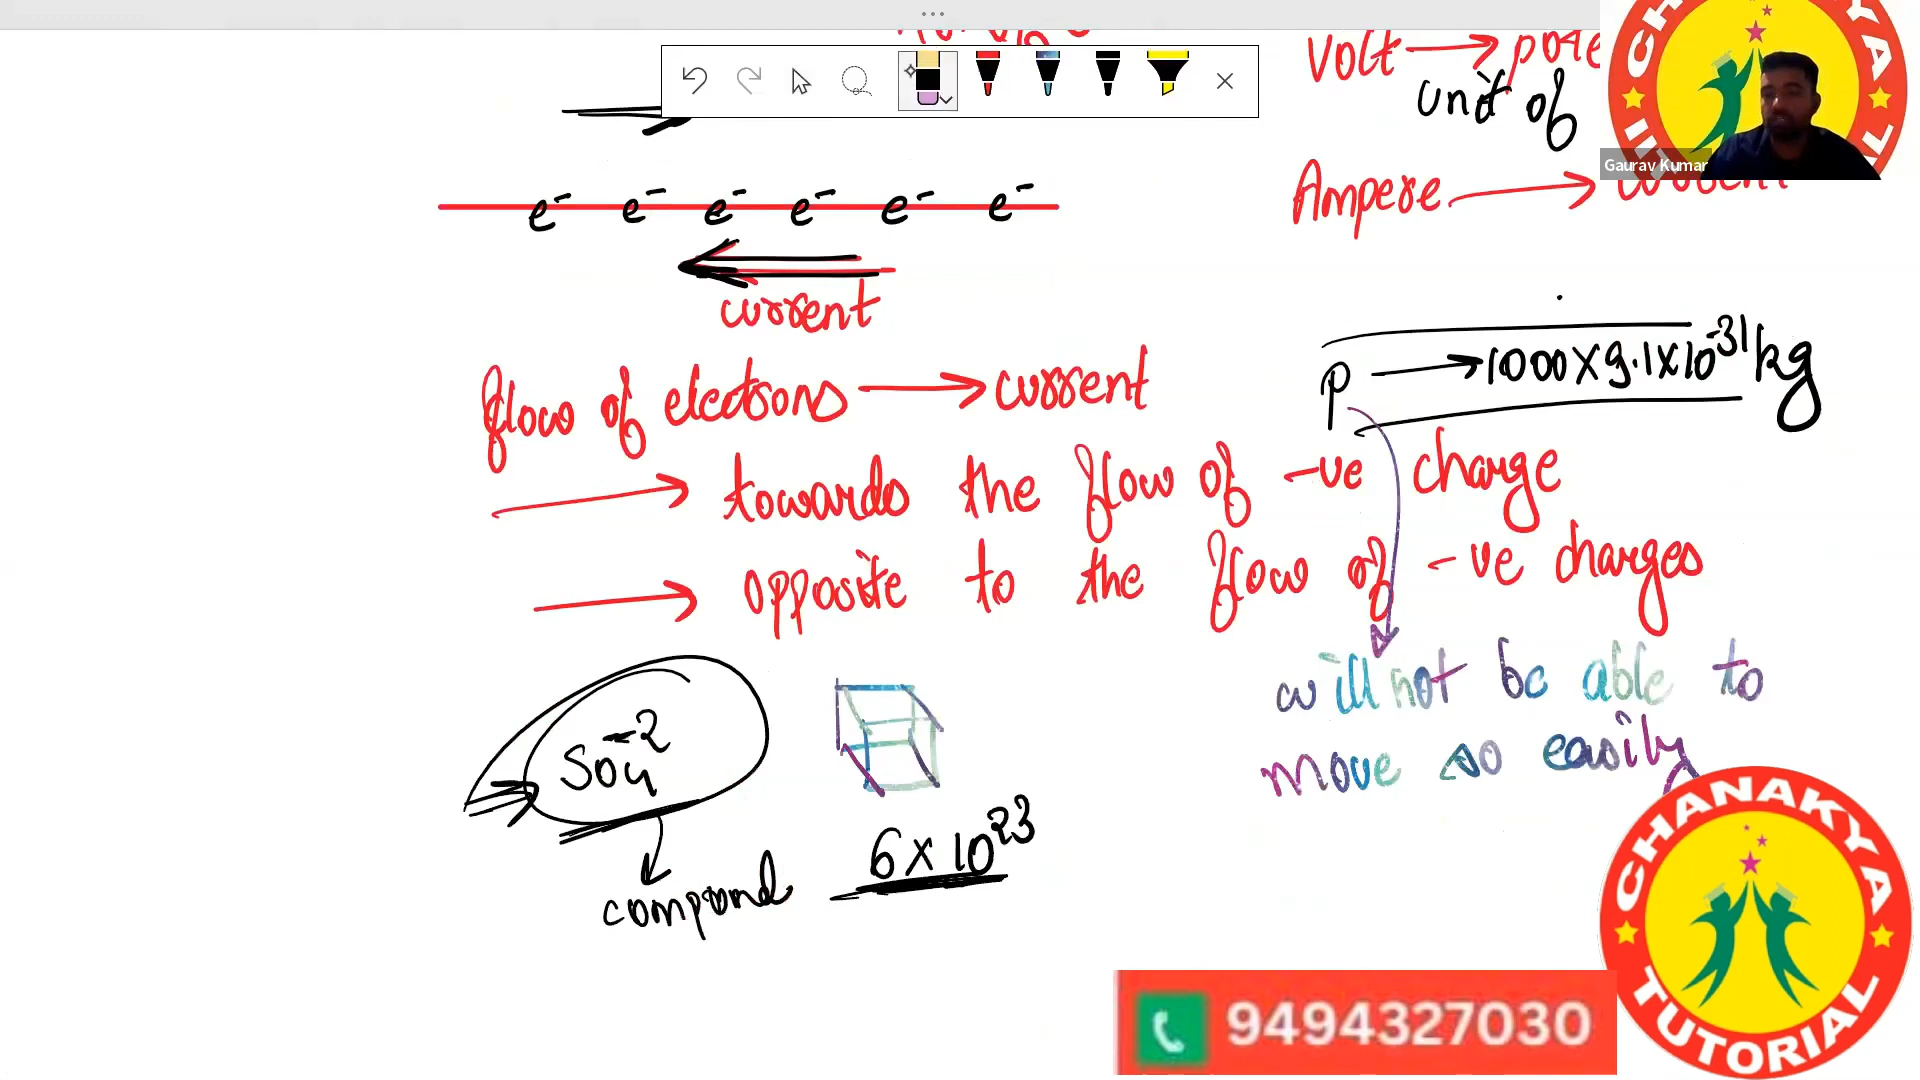 Volt → pote
unit of
Gaurav Kumar
Ampere → current
e⁻ e⁻ e⁻ e⁻ e⁻ e⁻
current
P → 1000 x 9.1 x 10⁻³¹ kg
flow of electrons → current
→ towards the flow of -ve charge
→ opposite to the flow of -ve charges
will not be able to
move so easily
SO₄⁻²
6 x 10²³
compound
CHANAKYA
TUTORIAL
9494327030